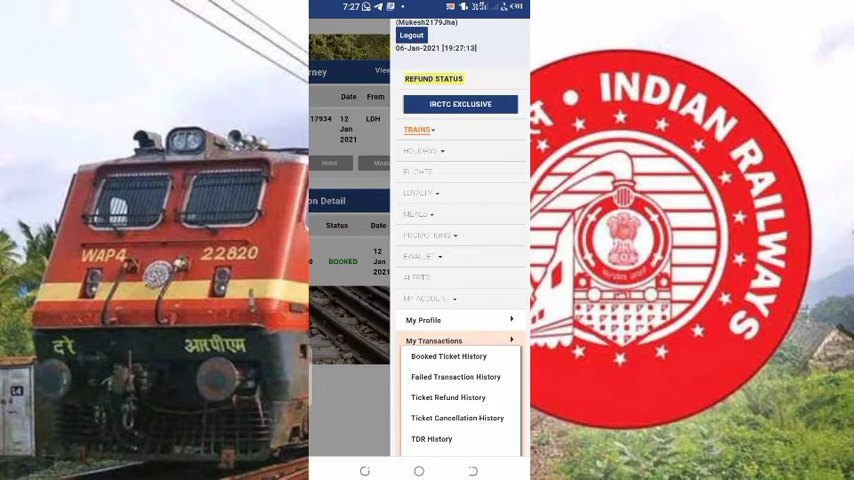 7:27
(Mukesh2179Jha)
Logout
06-Jan-2021 [19:27:13]
REFUND STATUS
IRCTC EXCLUSIVE
TRAINS
HOLIDAYS
FLIGHTS
LOYALTY
MEALS
PROMOTIONS
EWALLET
ALERTS
MY ACCOUNT
My Profile
My Transactions
Booked Ticket History
Failed Transaction History
Ticket Refund History
Ticket Cancellation History
TDR History
rney View
Date From
17934 12 LDH
Jan
2021
Hotel
on Detail
Status Date
BOOKED 12
Jan
2021
WAP4 22820
आरपीएम
L4
INDIAN RAILWAYS